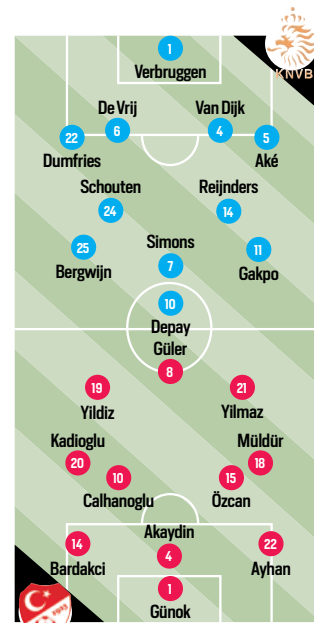 KNVB
1
Verbruggen
De Vrij Van Dijk
22 6 4 5
Dumfries Aké
Schouten Reijnders
24 14
25 Simons 11
Bergwijn 7 Gakpo
10
Depay
Güler
8
19 21
Yildiz Yilmaz
Kadioglu Müldür
20 10 15 18
Calhanoglu Özcan
Akaydin
14 4 22
Bardakci Ayhan
1
Günok
1923